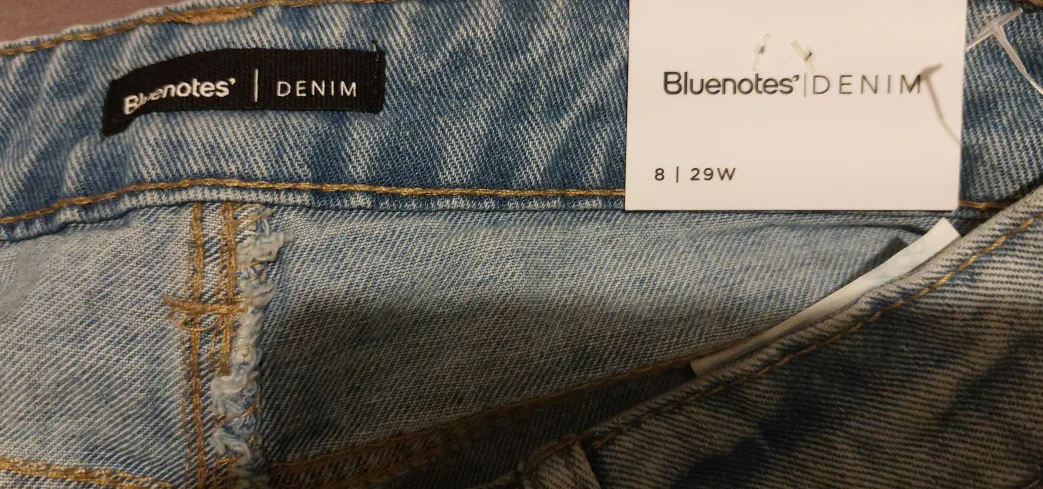 Bluenotes' | DENIM
Bluenotes' | DENIM
8 | 29W